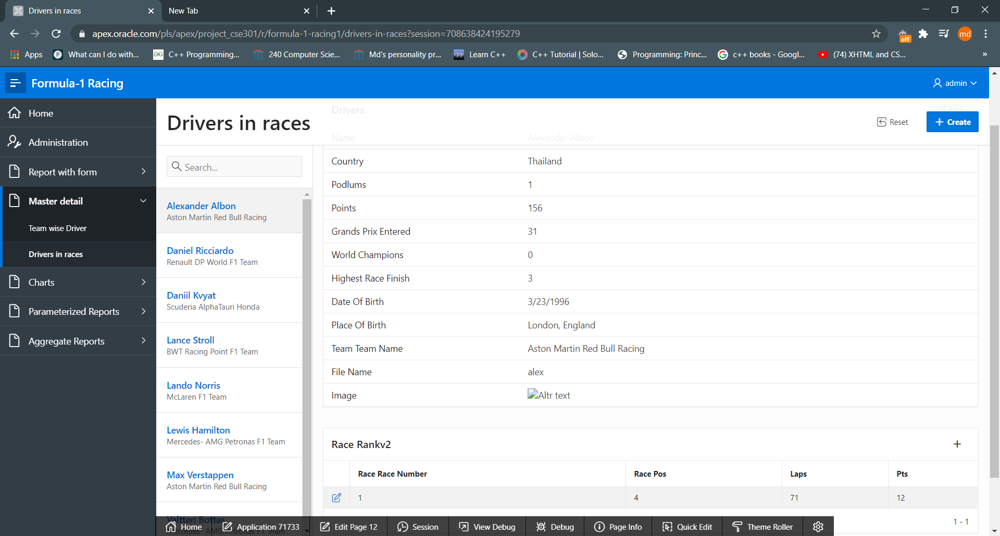 Drivers in races
New Tab
apex.oracle.com/pls/apex/project_cse301/r/formula-1-racing1/drivers-in-races?session=708638424195279
off
md
Apps
What can I do with...
C++ Programming...
240 Computer Scie...
Md's personality pr...
Learn C++
C++ Tutorial | Solo...
Programming: Princ...
c++ books - Googl...
(74) XHTML and CS...
»
Formula-1 Racing
admin
Home
Administration
Report with form
Master detail
Team wise Driver
Drivers in races
Charts
Parameterized Reports
Aggregate Reports
Drivers in races
Reset
+ Create
Drivers
Edit
Name Alexander Albon
Search...
Alexander Albon
Aston Martin Red Bull Racing
Daniel Ricciardo
Renault DP World F1 Team
Daniil Kvyat
Scuderia AlphaTauri Honda
Lance Stroll
BWT Racing Point F1 Team
Lando Norris
McLaren F1 Team
Lewis Hamilton
Mercedes- AMG Petronas F1 Team
Max Verstappen
Aston Martin Red Bull Racing
Valtteri Bottas
Mercedes- AMG Petronas F1 Team
Country Thailand
Podlums 1
Points 156
Grands Prix Entered 31
World Champions 0
Highest Race Finish 3
Date Of Birth 3/23/1996
Place Of Birth London, England
Team Team Name Aston Martin Red Bull Racing
File Name alex
Image Altr text
Race Rankv2
+
Race Race Number Race Pos Laps Pts
1 4 71 12
1 - 1
Home
Application 71733
Edit Page 12
Session
View Debug
Debug
Page Info
Quick Edit
Theme Roller